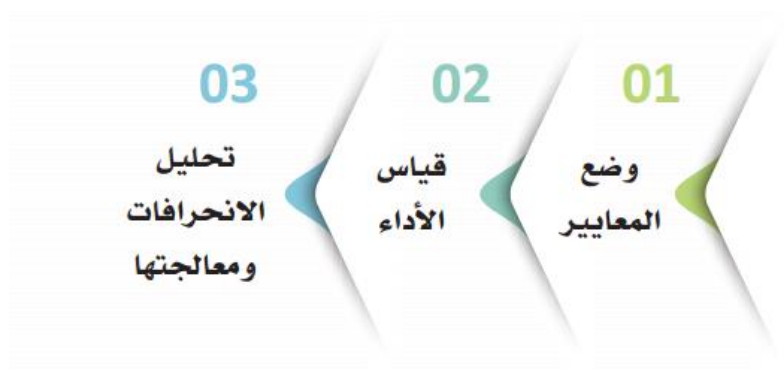 01
وضع
المعايير
02
قياس
الأداء
03
تحليل
الانحرافات
ومعالجتها